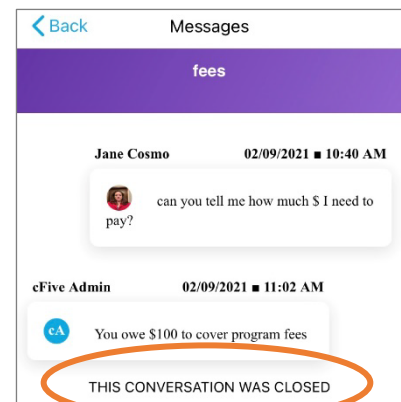 Back Messages
fees
Jane Cosmo 02/09/2021 ■ 10:40 AM
can you tell me how much $ I need to
pay?
cFive Admin 02/09/2021 ■ 11:02 AM
cA You owe $100 to cover program fees
THIS CONVERSATION WAS CLOSED